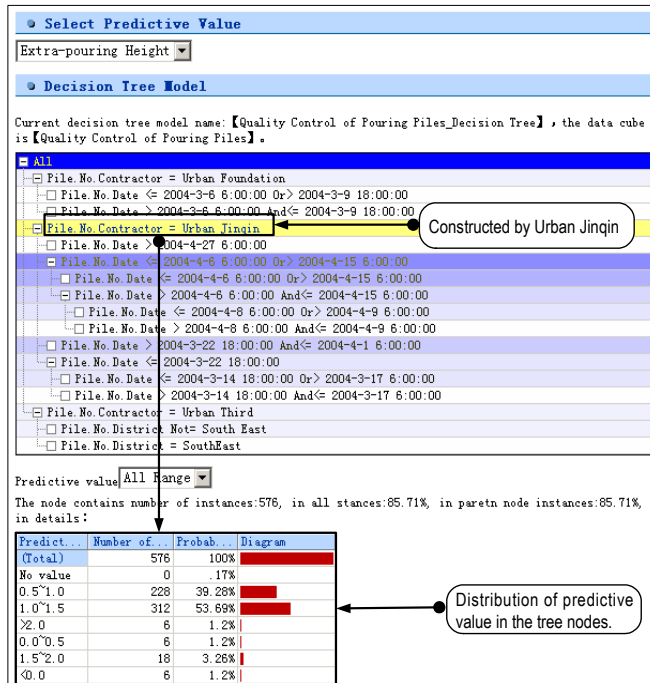 Select Predictive Value
Extra-pouring Height
Decision Tree Model
Current decision tree model name:【Quality Control of Pouring Piles_Decision Tree】, the data cube
is【Quality Control of Pouring Piles】.
All
Pile.No.Contractor = Urban Foundation
Pile.No.Date <= 2004-3-6 6:00:00 Or> 2004-3-9 18:00:00
Pile.No.Date > 2004-3-6 6:00:00 And<= 2004-3-9 18:00:00
Pile.No.Contractor = Urban Jinqin
Constructed by Urban Jinqin
Pile.No.Date > 2004-4-27 6:00:00
Pile.No.Date <= 2004-4-6 6:00:00 Or> 2004-4-15 6:00:00
Pile.No.Date <= 2004-4-6 6:00:00 Or> 2004-4-15 6:00:00
Pile.No.Date > 2004-4-6 6:00:00 And<= 2004-4-15 6:00:00
Pile.No.Date <= 2004-4-8 6:00:00 Or> 2004-4-9 6:00:00
Pile.No.Date > 2004-4-8 6:00:00 And<= 2004-4-9 6:00:00
Pile.No.Date > 2004-3-22 18:00:00 And<= 2004-4-1 6:00:00
Pile.No.Date <= 2004-3-22 18:00:00
Pile.No.Date <= 2004-3-14 18:00:00 Or> 2004-3-17 6:00:00
Pile.No.Date > 2004-3-14 18:00:00 And<= 2004-3-17 6:00:00
Pile.No.Contractor = Urban Third
Pile.No.District Not= South East
Pile.No.District = SouthEast
Predictive value All Range
The node contains number of instances:576, in all stances:85.71%, in paretn node instances:85.71%,
in details:
Predict... Number of... Probab... Diagram
(Total) 576 100%
No value 0 .17%
0.5~1.0 228 39.28%
1.0~1.5 312 53.69%
>2.0 6 1.2%
0.0~0.5 6 1.2%
1.5~2.0 18 3.26%
<0.0 6 1.2%
Distribution of predictive
value in the tree nodes.